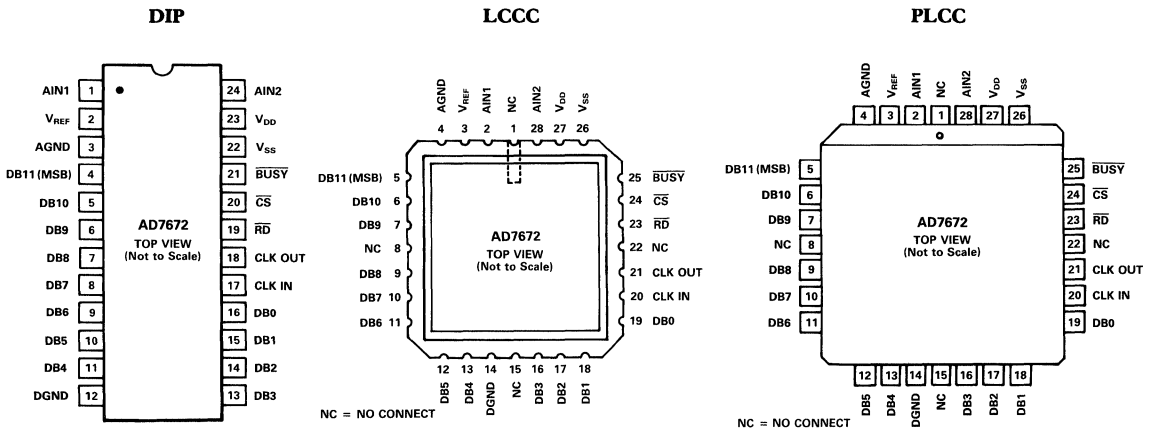 DIP
AIN1 1
VREF 2
AGND 3
DB11 (MSB) 4
DB10 5
DB9 6
DB8 7
DB7 8
DB6 9
DB5 10
DB4 11
DGND 12
AD7672
TOP VIEW
(Not to Scale)
24 AIN2
23 VDD
22 VSS
21 BUSY
20 CS
19 RD
18 CLK OUT
17 CLK IN
16 DB0
15 DB1
14 DB2
13 DB3
LCCC
AGND VREF AIN1 NC AIN2 VDD VSS
4 3 2 1 28 27 26
DB11 (MSB) 5
DB10 6
DB9 7
NC 8
DB8 9
DB7 10
DB6 11
AD7672
TOP VIEW
(Not to Scale)
25 BUSY
24 CS
23 RD
22 NC
21 CLK OUT
20 CLK IN
19 DB0
12 13 14 15 16 17 18
DB5 DB4 DGND NC DB3 DB2 DB1
NC = NO CONNECT
PLCC
AGND VREF AIN1 NC AIN2 VDD VSS
4 3 2 1 28 27 26
DB11 (MSB) 5
DB10 6
DB9 7
NC 8
DB8 9
DB7 10
DB6 11
AD7672
TOP VIEW
(Not to Scale)
25 BUSY
24 CS
23 RD
22 NC
21 CLK OUT
20 CLK IN
19 DB0
12 13 14 15 16 17 18
DB5 DB4 DGND NC DB3 DB2 DB1
NC = NO CONNECT